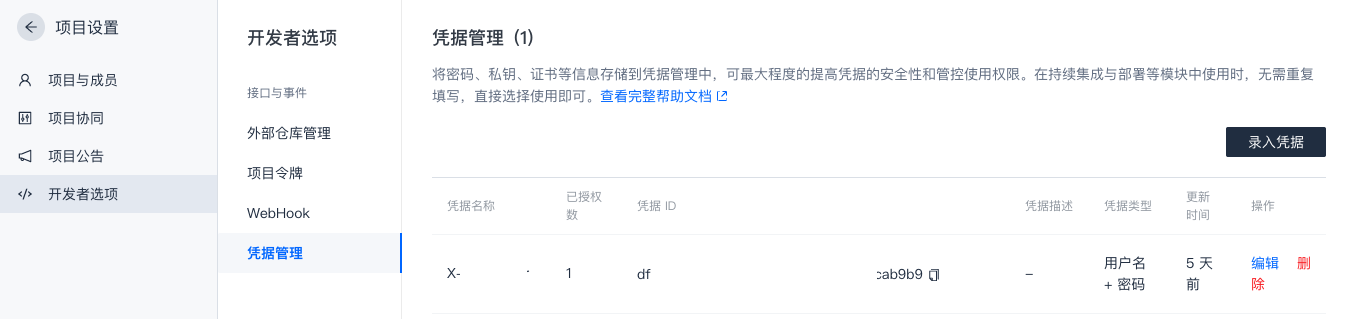 项目设置
项目与成员
项目协同
项目公告
开发者选项
开发者选项
接口与事件
外部仓库管理
项目令牌
WebHook
凭据管理
凭据管理 (1)
将密码、私钥、证书等信息存储到凭据管理中，可最大程度的提高凭据的安全性和管控使用权限。在持续集成与部署等模块中使用时，无需重复
填写，直接选择使用即可。查看完整帮助文档
录入凭据
凭据名称 已授权 凭据 ID 凭据描述 凭据类型 更新 操作
数 时间
X- 1 df cab9b9 – 用户名 5 天 编辑 删
+ 密码 前 除